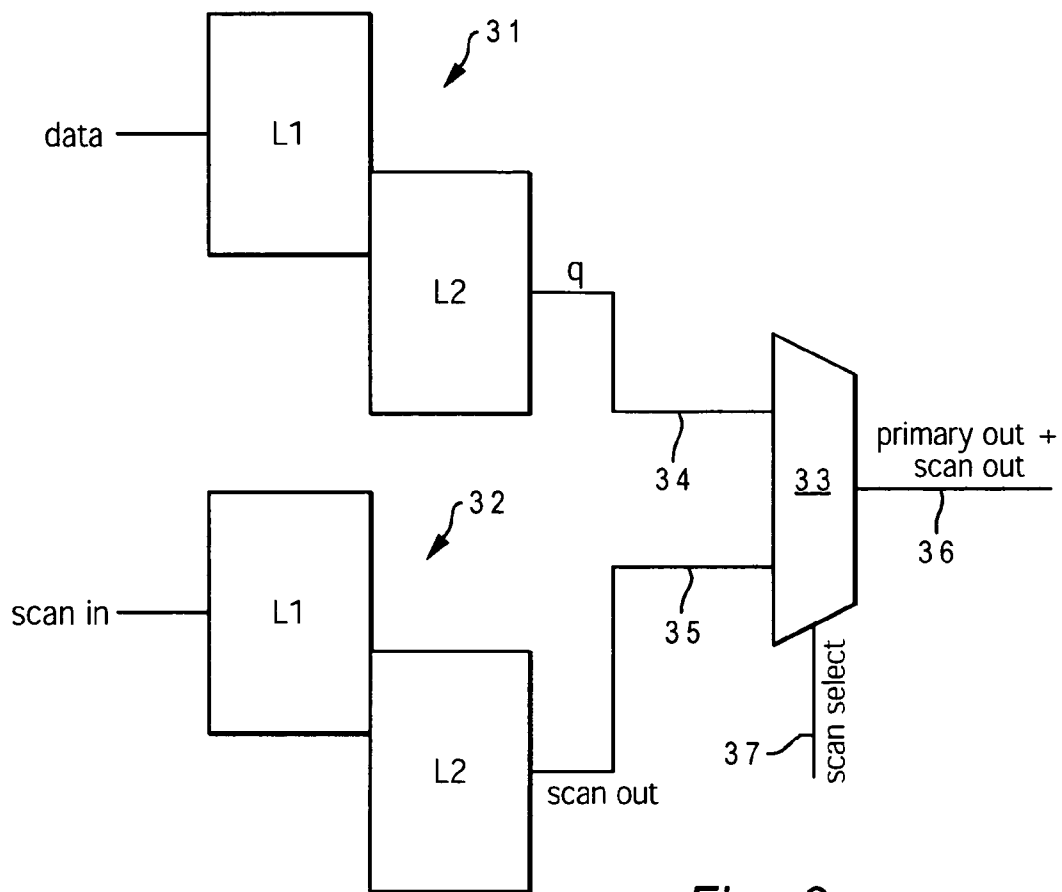 31
data
L1
L2
q
34
33
primary out +
scan out
36
32
scan in
L1
L2
scan out
35
scan select
37